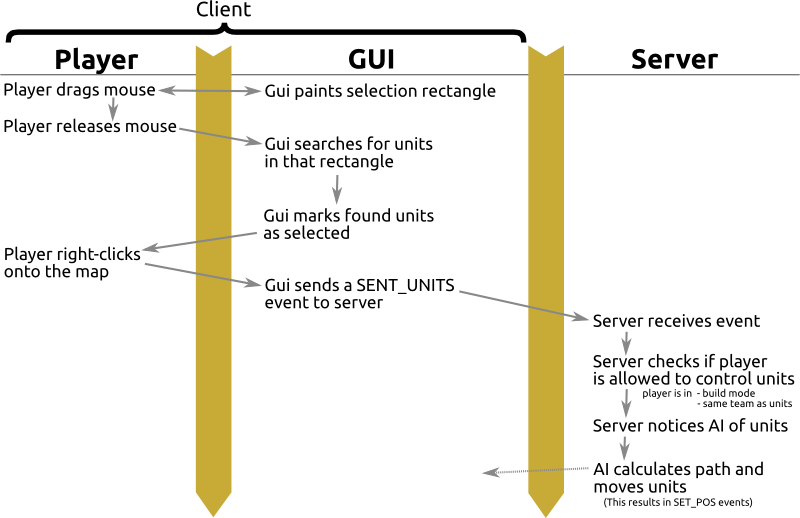 Client
Player
GUI
Server
Player drags mouse
Gui paints selection rectangle
Player releases mouse
Gui searches for units
in that rectangle
Gui marks found units
as selected
Player right-clicks
onto the map
Gui sends a SENT_UNITS
event to server
Server receives event
Server checks if player
is allowed to control units
player is in - build mode
- same team as units
Server notices AI of units
AI calculates path and
moves units
(This results in SET_POS events)